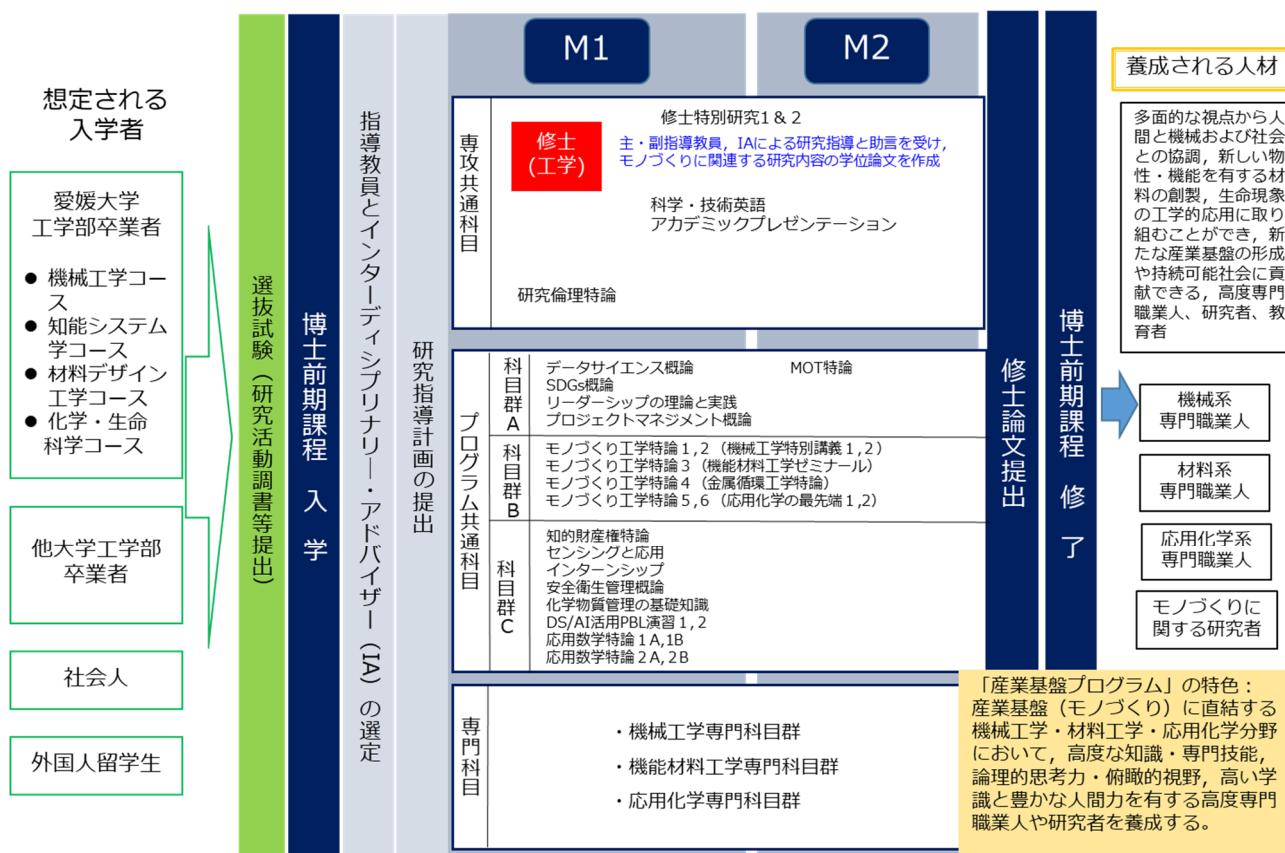 想定される
入学者
愛媛大学
工学部卒業者
● 機械工学コー
ス
● 知能システム
学コース
● 材料デザイン
工学コース
● 化学・生命
科学コース
他大学工学部
卒業者
社会人
外国人留学生
選抜試験（研究活動調書等提出）
博士前期課程 入学
指導教員とインターディシプリナリー・アドバイザー（IA）の選定
研究指導計画の提出
M1
M2
専攻共通科目
修士特別研究1 & 2
修士
(工学)
主・副指導教員，IAによる研究指導と助言を受け，
モノづくりに関連する研究内容の学位論文を作成
科学・技術英語
アカデミックプレゼンテーション
研究倫理特論
プログラム共通科目
科目群A
データサイエンス概論
MOT特論
SDGs概論
リーダーシップの理論と実践
プロジェクトマネジメント概論
科目群B
モノづくり工学特論1,2（機械工学特別講義1,2）
モノづくり工学特論3（機能材料工学ゼミナール）
モノづくり工学特論4（金属循環工学特論）
モノづくり工学特論5,6（応用化学の最先端1,2）
科目群C
知的財産権特論
センシングと応用
インターンシップ
安全衛生管理概論
化学物質管理の基礎知識
DS/AI活用PBL演習1,2
応用数学特論1A,1B
応用数学特論2A,2B
専門科目
・機械工学専門科目群
・機能材料工学専門科目群
・応用化学専門科目群
修士論文提出
博士前期課程 修了
養成される人材
多面的な視点から人
間と機械および社会
との協調，新しい物
性・機能を有する材
料の創製，生命現象
の工学的応用に取り
組むことができ，新
たな産業基盤の形成
や持続可能社会に貢
献できる，高度専門
職業人、研究者、教
育者
機械系
専門職業人
材料系
専門職業人
応用化学系
専門職業人
モノづくりに
関する研究者
「産業基盤プログラム」の特色：
産業基盤（モノづくり）に直結する
機械工学・材料工学・応用化学分野
において，高度な知識・専門技能，
論理的思考力・俯瞰的視野，高い学
識と豊かな人間力を有する高度専門
職業人や研究者を養成する。